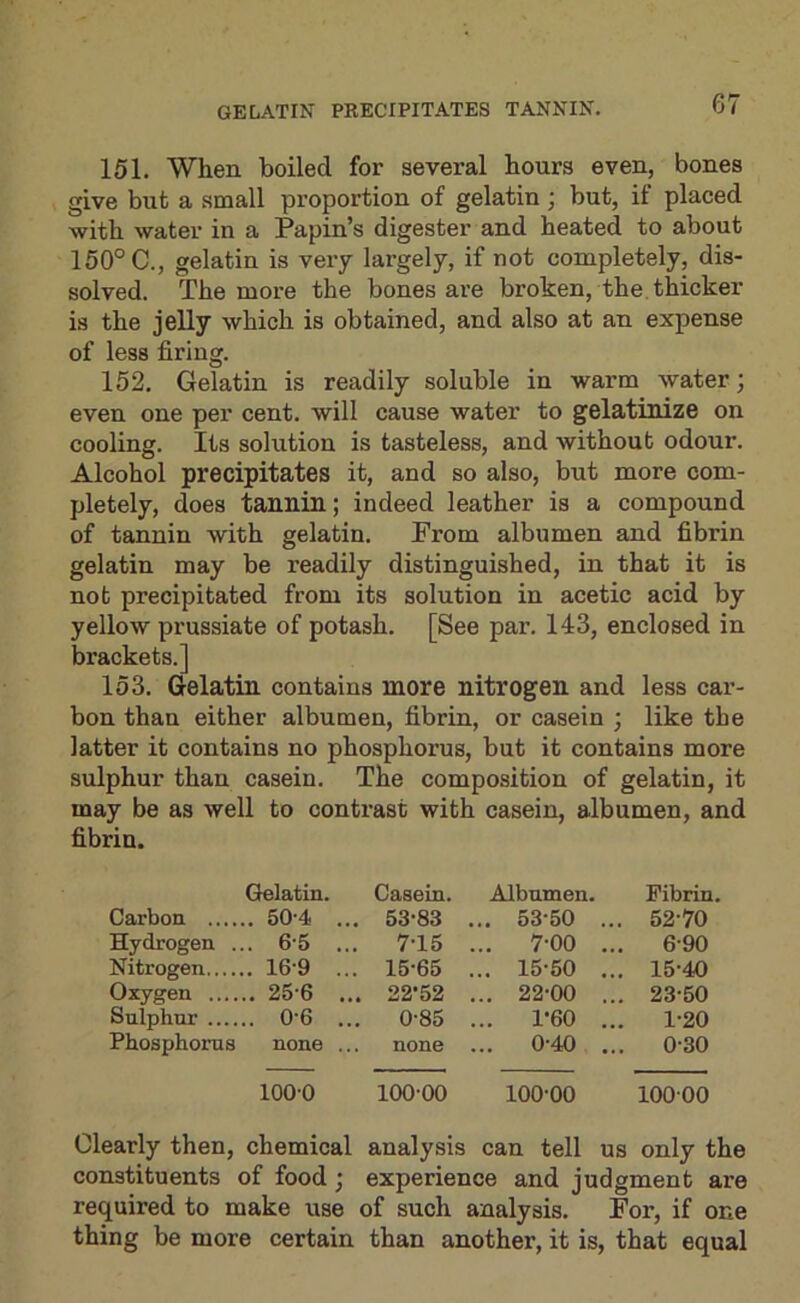 GELATIN PRECIPITATES TANNIN. 67
151. When boiled for several hours even, bones
give but a small proportion of gelatin ; but, if placed
with water in a Papin’s digester and heated to about
150° C., gelatin is very largely, if not completely, dis-
solved. The more the bones are broken, the thicker
is the jelly which is obtained, and also at an expense
of less firing.
152. Gelatin is readily soluble in warm water;
even one per cent. will cause water to gelatinize on
cooling. Its solution is tasteless, and without odour.
Alcohol precipitates it, and so also, but more com-
pletely, does tannin; indeed leather is a compound
of tannin with gelatin. From albumen and fibrin
gelatin may be readily distinguished, in that it is
not precipitated from its solution in acetic acid by
yellow prussiate of potash. [See par. 143, enclosed in
brackets.]
153. Gelatin contains more nitrogen and less car-
bon than either albumen, fibrin, or casein ; like the
latter it contains no phosphorus, but it contains more
sulphur than casein. The composition of gelatin, it
may be as well to contrast with casein, albumen, and
fibrin.
Gelatin. Casein. Albumen. Fibrin.
Carbon ...... 50·4 ... 53·83 ... 53·50 ... 52·70
Hydrogen ... 6·5 ... 7·15 ... 7·00 ... 6·90
Nitrogen...... 16·9 ... 15·65 ... 15·50 ... 15·40
Oxygen ...... 25·6 ... 22·52 ... 22·00 ... 23·50
Sulphur ...... 0·6 ... 0·85 ... 1·60 ... 1·20
Phosphorus none ... none ... 0·40 ... 0·30
100·0 100·00 100·00 100·00
Clearly then, chemical analysis can tell us only the
constituents of food ; experience and judgment are
required to make use of such analysis. For, if one
thing be more certain than another, it is, that equal